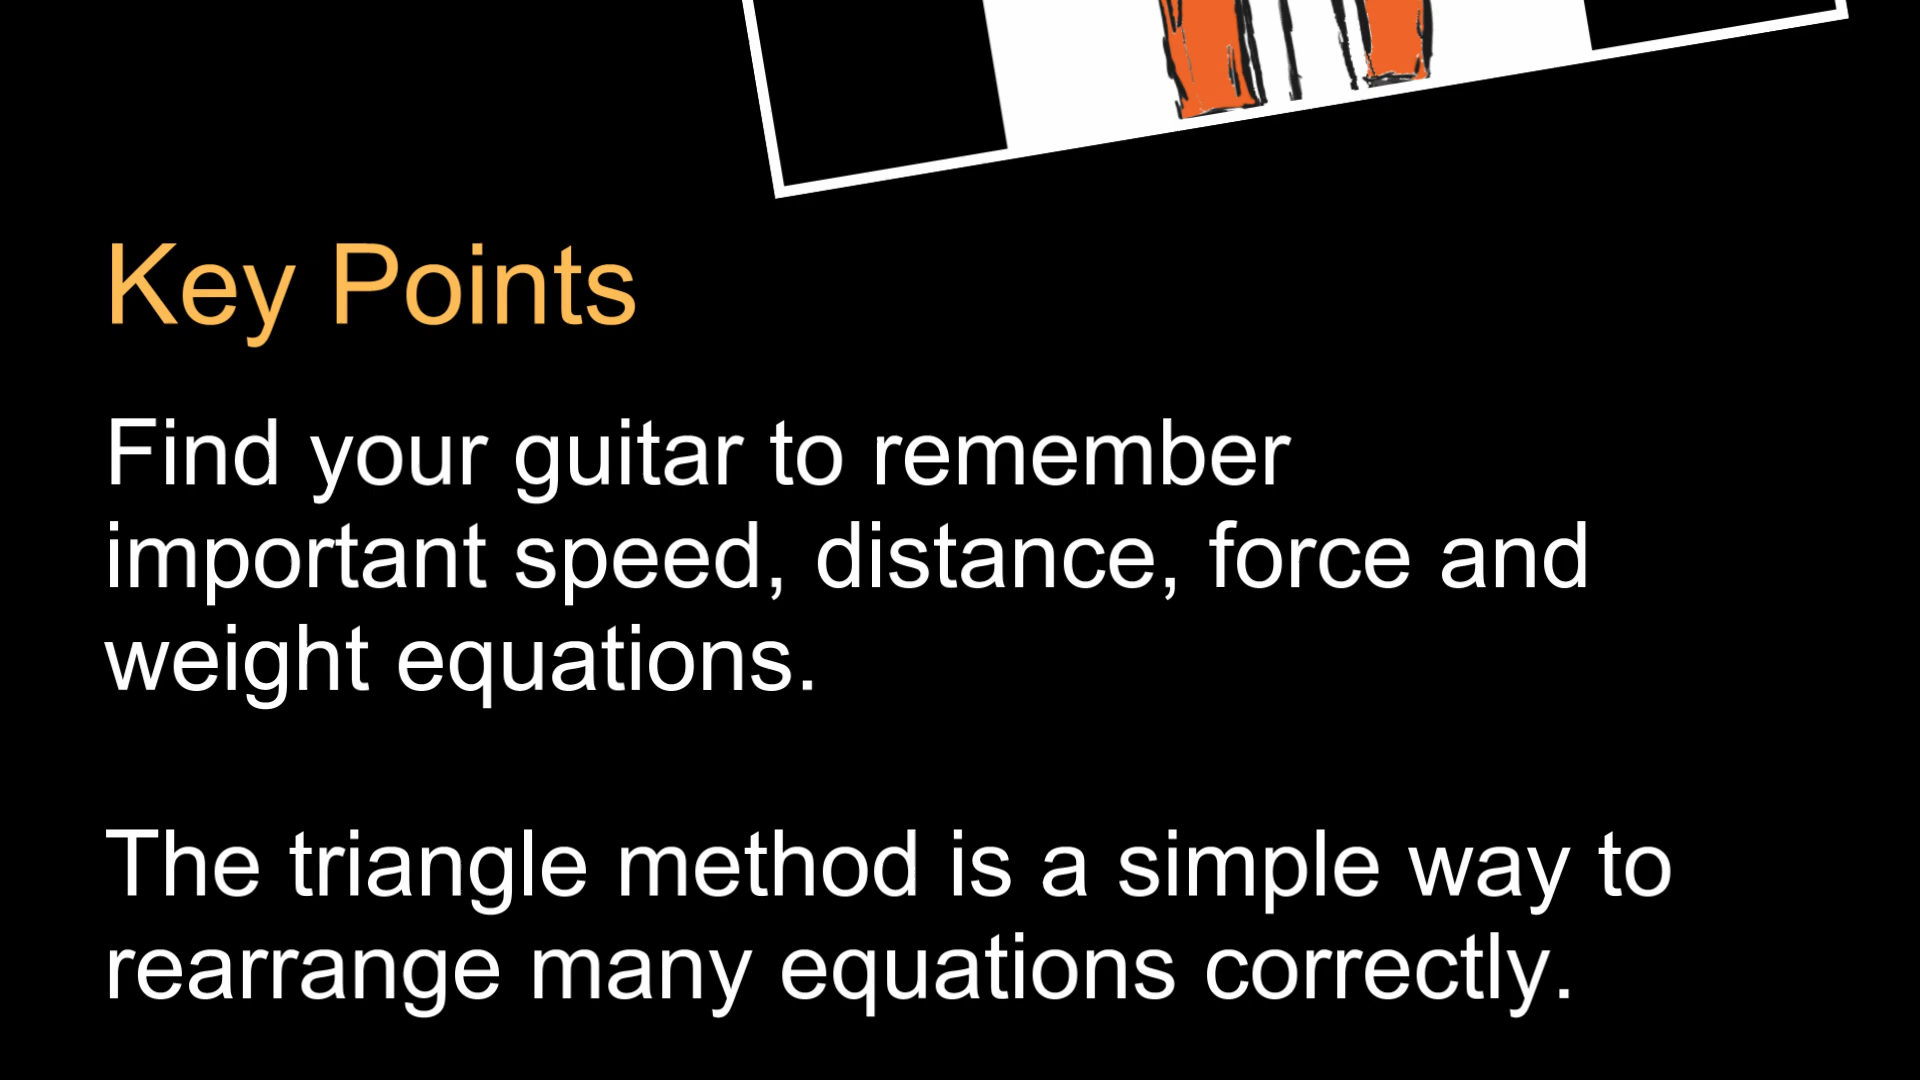 Key Points
Find your guitar to remember
important speed, distance, force and
weight equations.
The triangle method is a simple way to
rearrange many equations correctly.